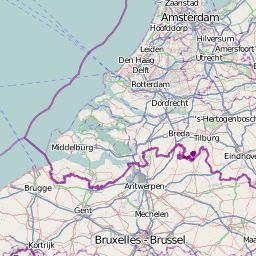 Zaanstad
Amsterdam
Hoofddorp
Hilversum
Leiden
Amersfoort
Den Haag
Utrecht
Delft
Rotterdam
Dordrecht
's-Hertogenbosch
Breda
Tilburg
Middelburg
Eindhove
Brugge
Antwerpen
Gent
Mechelen
Bruxelles - Brussel
Kortrijk